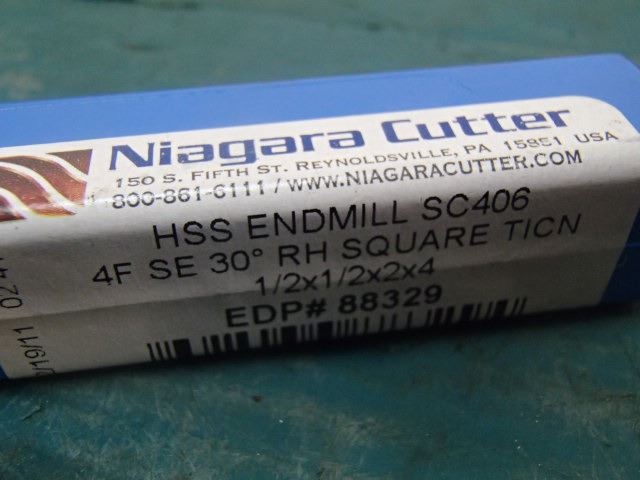 Niagara Cutter
150 S. FIFTH ST. REYNOLDSVILLE, PA 15851 USA
800-861-6111 / WWW.NIAGARACUTTER.COM
HSS ENDMILL SC406
4F SE 30° RH SQUARE TICN
1/2x1/2x2x4
EDP# 88329